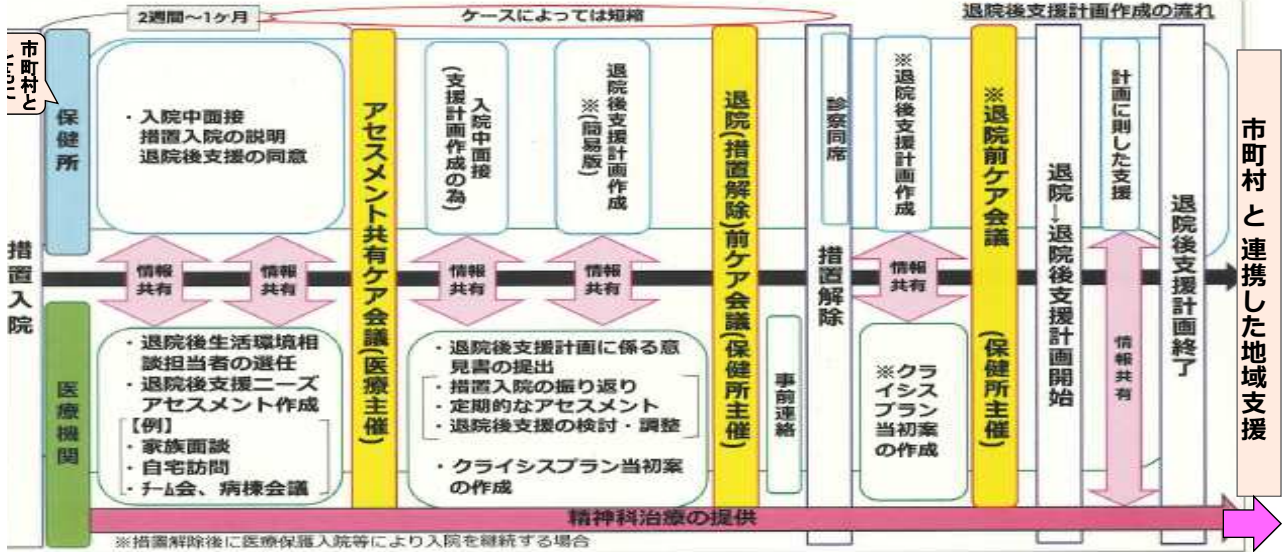 2週間～1ヶ月
ケースによっては短縮
退院後支援計画作成の流れ
市町村と
ともに
保健所
・入院中面接
措置入院の説明
退院後支援の同意
アセスメント共有ケア会議(医療主催)
入院中面接
(支援計画作成の為)
退院後支援計画作成
※(簡易版)
退院(措置解除)前ケア会議(保健所主催)
診察同席
措置解除
※退院後支援計画作成
※退院前ケア会議
(保健所主催)
退院→退院後支援計画開始
計画に則した支援
退院後支援計画終了
市町村 と 連携した地域支援
措置入院
情報
共有
情報
共有
情報
共有
情報
共有
情報
共有
情報共有
医療機関
・退院後生活環境相
談担当者の選任
・退院後支援ニーズ
アセスメント作成
【例】
・家族面談
・自宅訪問
・ﾁｰﾑ会、病棟会議
・退院後支援計画に係る意
見書の提出
・措置入院の振り返り
・定期的なアセスメント
・退院後支援の検討・調整
・クライシスプラン当初案
の作成
事前連絡
※クラ
イシス
プラン
当初案
の作成
精神科治療の提供
※措置解除後に医療保護入院等により入院を継続する場合